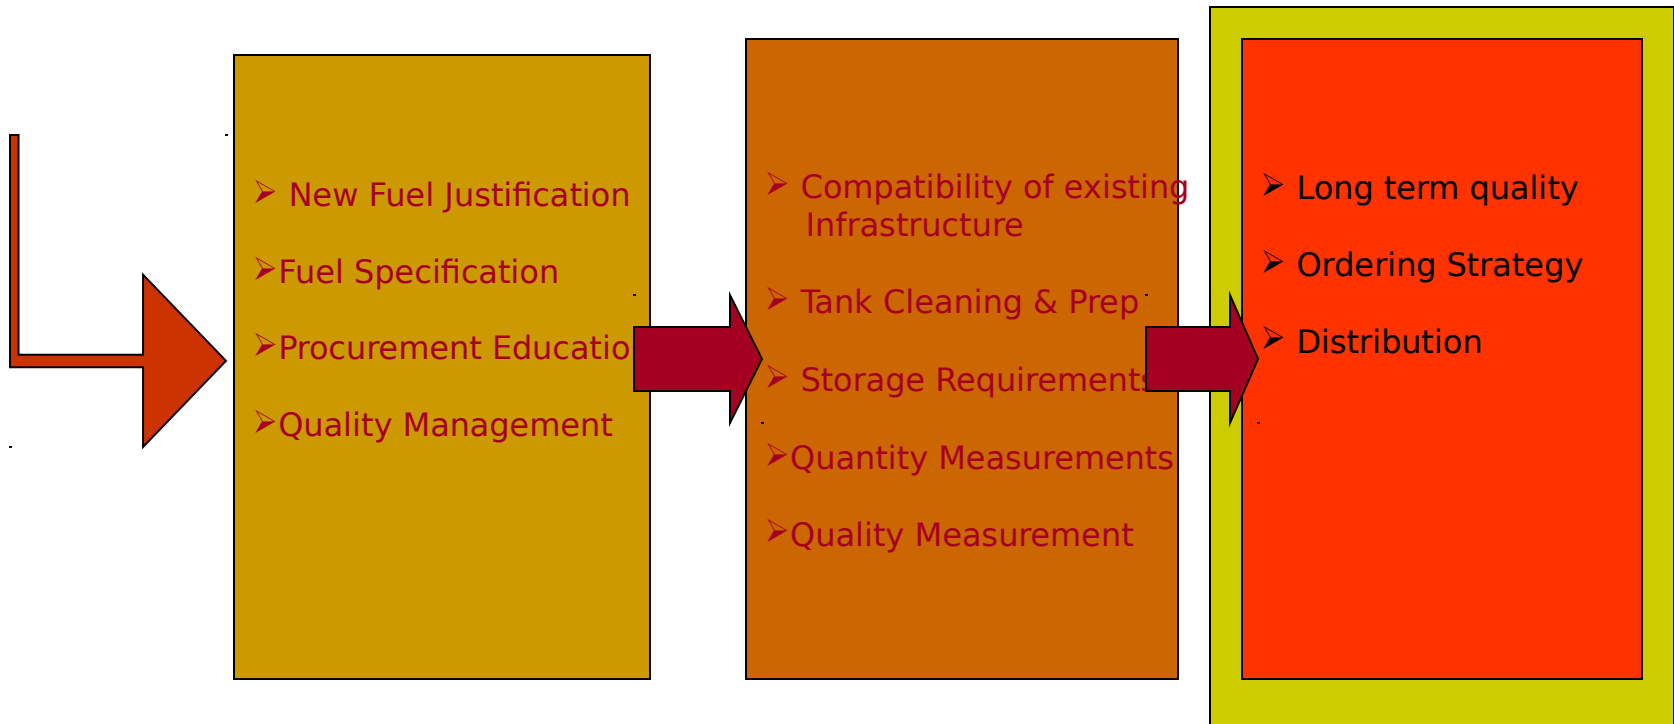 ➢ New Fuel Justification
➢Fuel Specification
➢Procurement Educatio
➢Quality Management
➢ Compatibility of existing
Infrastructure
➢ Tank Cleaning & Prep
➢ Storage Requirements
➢Quantity Measurements
➢Quality Measurement
➢ Long term quality
➢ Ordering Strategy
➢ Distribution